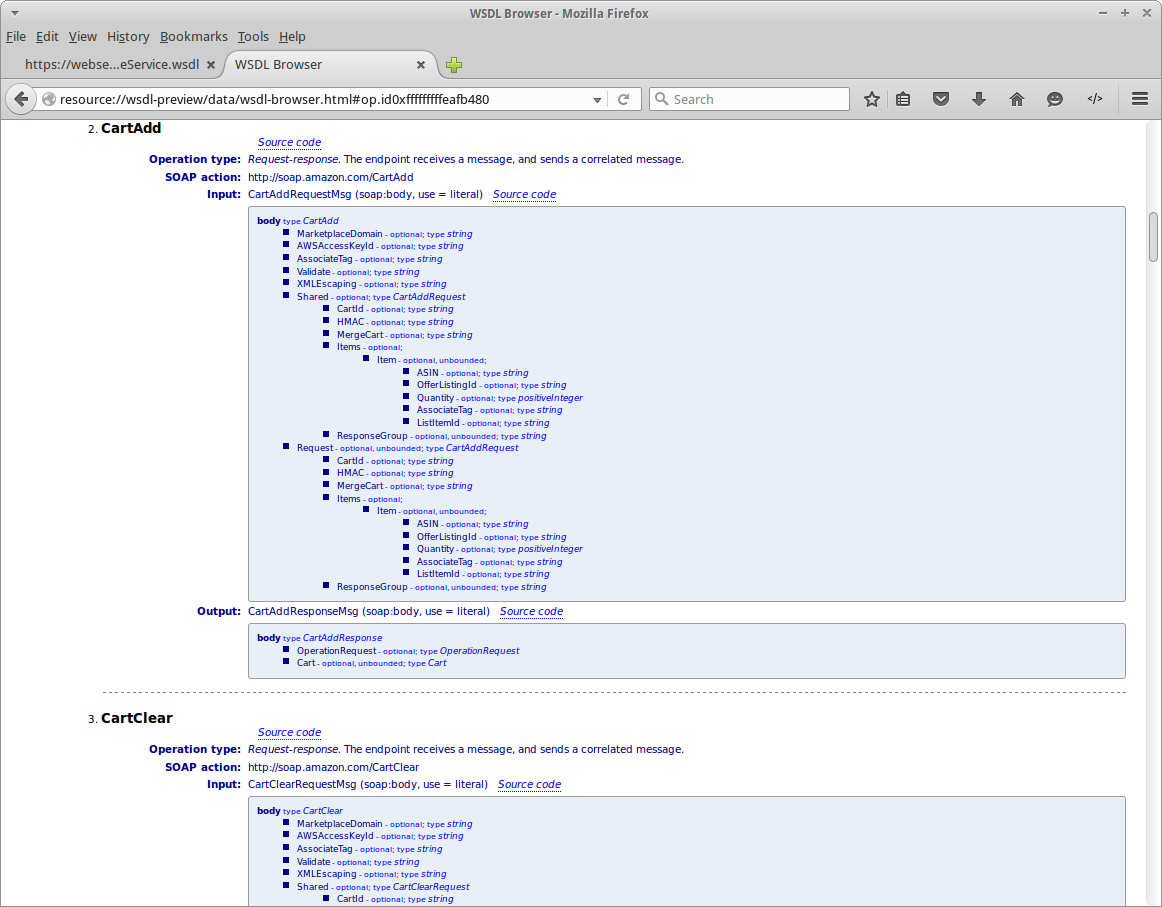 WSDL Browser - Mozilla Firefox
File Edit View History Bookmarks Tools Help
https://webse...eService.wsdl
WSDL Browser
resource://wsdl-preview/data/wsdl-browser.html#op.id0xfffffffffeafb480
Search
2. CartAdd
Source code
Operation type: Request-response. The endpoint receives a message, and sends a correlated message.
SOAP action: http://soap.amazon.com/CartAdd
Input: CartAddRequestMsg (soap:body, use = literal) Source code
body type CartAdd
MarketplaceDomain - optional; type string
AWSAccessKeyId - optional; type string
AssociateTag - optional; type string
Validate - optional; type string
XMLEscaping - optional; type string
Shared - optional; type CartAddRequest
CartId - optional; type string
HMAC - optional; type string
MergeCart - optional; type string
Items - optional;
Item - optional, unbounded;
ASIN - optional; type string
OfferListingId - optional; type string
Quantity - optional; type positiveInteger
AssociateTag - optional; type string
ListItemId - optional; type string
ResponseGroup - optional, unbounded; type string
Request - optional, unbounded; type CartAddRequest
CartId - optional; type string
HMAC - optional; type string
MergeCart - optional; type string
Items - optional;
Item - optional, unbounded;
ASIN - optional; type string
OfferListingId - optional; type string
Quantity - optional; type positiveInteger
AssociateTag - optional; type string
ListItemId - optional; type string
ResponseGroup - optional, unbounded; type string
Output: CartAddResponseMsg (soap:body, use = literal) Source code
body type CartAddResponse
OperationRequest - optional; type OperationRequest
Cart - optional, unbounded; type Cart
3. CartClear
Source code
Operation type: Request-response. The endpoint receives a message, and sends a correlated message.
SOAP action: http://soap.amazon.com/CartClear
Input: CartClearRequestMsg (soap:body, use = literal) Source code
body type CartClear
MarketplaceDomain - optional; type string
AWSAccessKeyId - optional; type string
AssociateTag - optional; type string
Validate - optional; type string
XMLEscaping - optional; type string
Shared - optional; type CartClearRequest
CartId - optional; type string